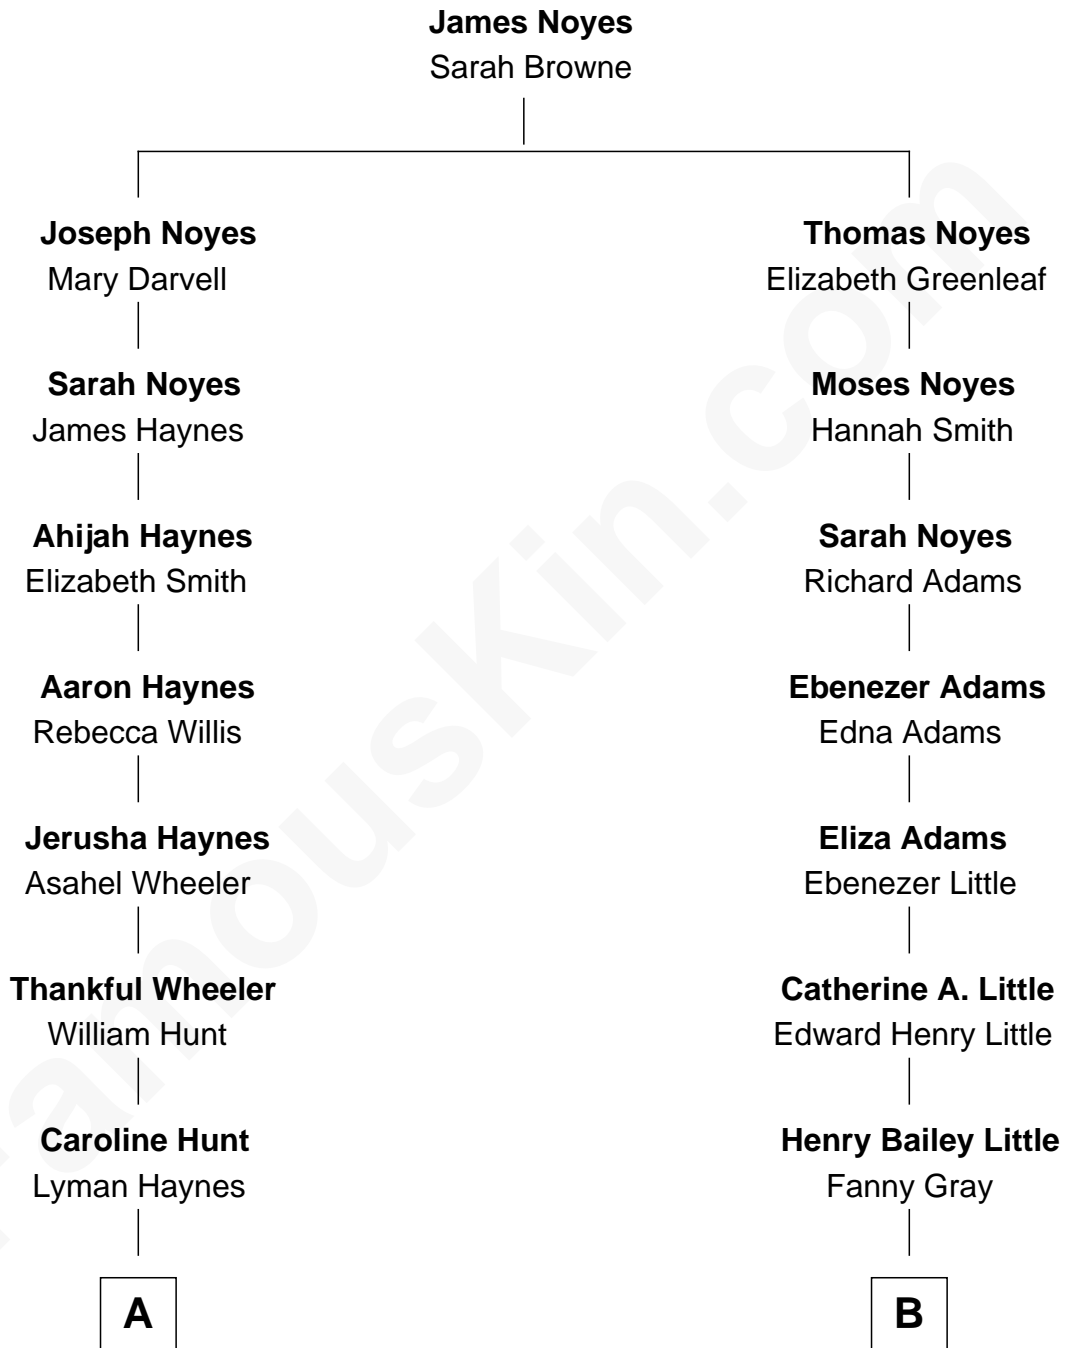 James Noyes
Sarah Browne
Joseph Noyes
Mary Darvell
Sarah Noyes
James Haynes
Ahijah Haynes
Elizabeth Smith
Aaron Haynes
Rebecca Willis
Jerusha Haynes
Asahel Wheeler
Thankful Wheeler
William Hunt
Caroline Hunt
Lyman Haynes
A
Thomas Noyes
Elizabeth Greenleaf
Moses Noyes
Hannah Smith
Sarah Noyes
Richard Adams
Ebenezer Adams
Edna Adams
Eliza Adams
Ebenezer Little
Catherine A. Little
Edward Henry Little
Henry Bailey Little
Fanny Gray
B
FamousKin.com